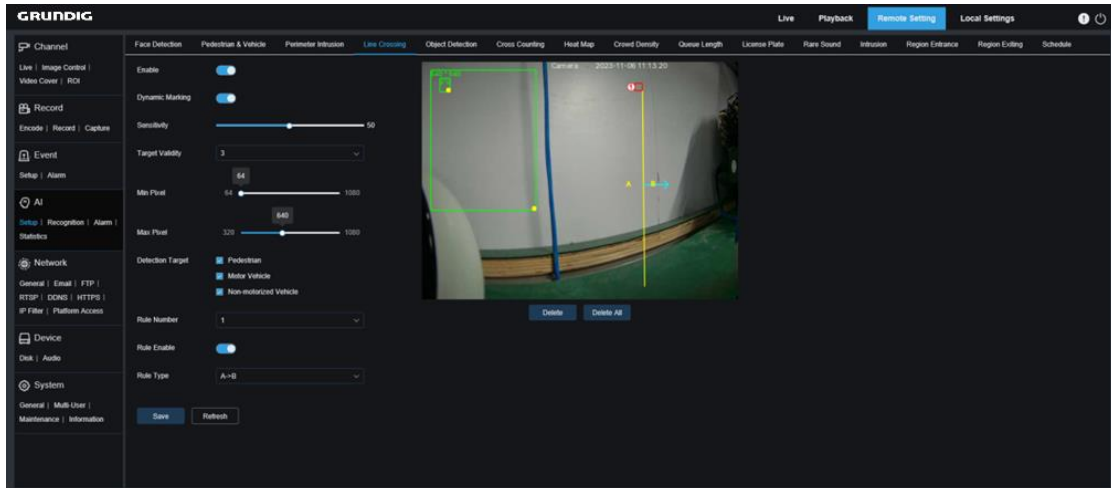 GRUNDIG
Live Playback Remote Setting Local Settings
Channel
Live | Image Control |
Video Cover | ROI
Record
Encode | Record | Capture
Event
Setup | Alarm
AI
Setup | Recognition | Alarm |
Statistics
Network
General | Email | FTP |
RTSP | DDNS | HTTPS |
IP Filter | Platform Access
Device
Disk | Audio
System
General | Multi-User |
Maintenance | Information
Face Detection Pedestrian & Vehicle Perimeter Intrusion Line Crossing Object Detection Cross Counting Heat Map Crowd Density Queue Length License Plate Rare Sound Intrusion Region Entrance Region Exiting Schedule
Enable
Dynamic Marking
Sensitivity 50
Target Validity 3
64
Min Pixel 64 1080
640
Max Pixel 320 1080
Detection Target Pedestrian
Motor Vehicle
Non-motorized Vehicle
Rule Number 1
Rule Enable
Rule Type A->B
Save Refresh
Camera 2023-11-06 11:13:20
1
A B
Delete Delete All